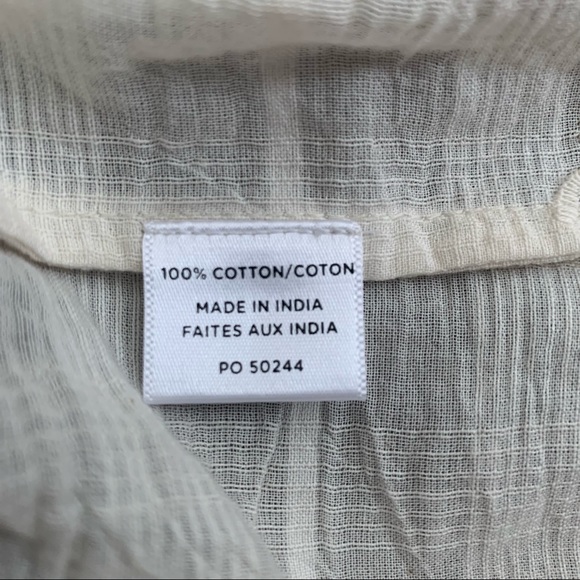 100% COTTON/COTON
MADE IN INDIA
FAITES AUX INDIA
PO 50244